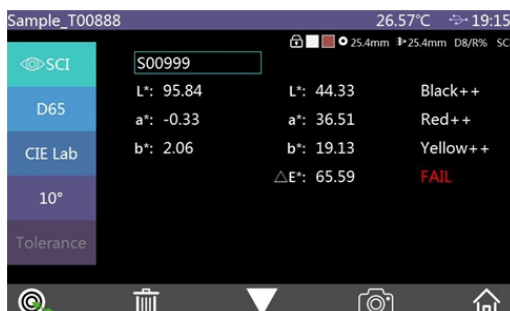 Sample_T00888 26.57℃ 19:15
25.4mm 25.4mm D8/R% SC
SCI S00999
L*: 95.84 L*: 44.33 Black++
D65
a*: -0.33 a*: 36.51 Red++
CIE Lab b*: 2.06 b*: 19.13 Yellow++
△E*: 65.59 FAIL
10°
Tolerance